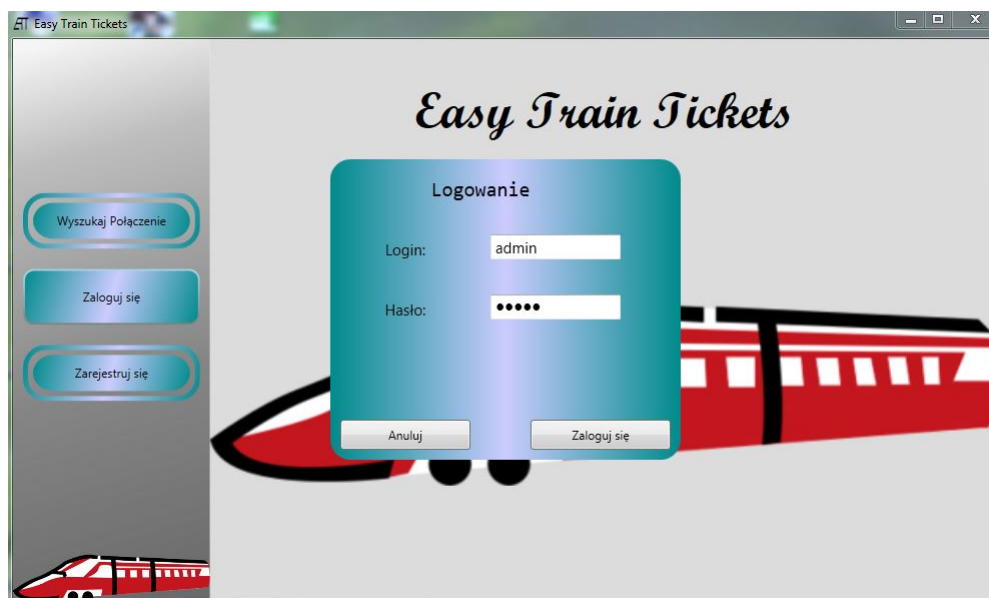 Easy Train Tickets
Easy Train Tickets
Wyszukaj Połączenie
Zaloguj się
Zarejestruj się
Logowanie
Login: admin
Hasło: •••••
Anuluj Zaloguj się